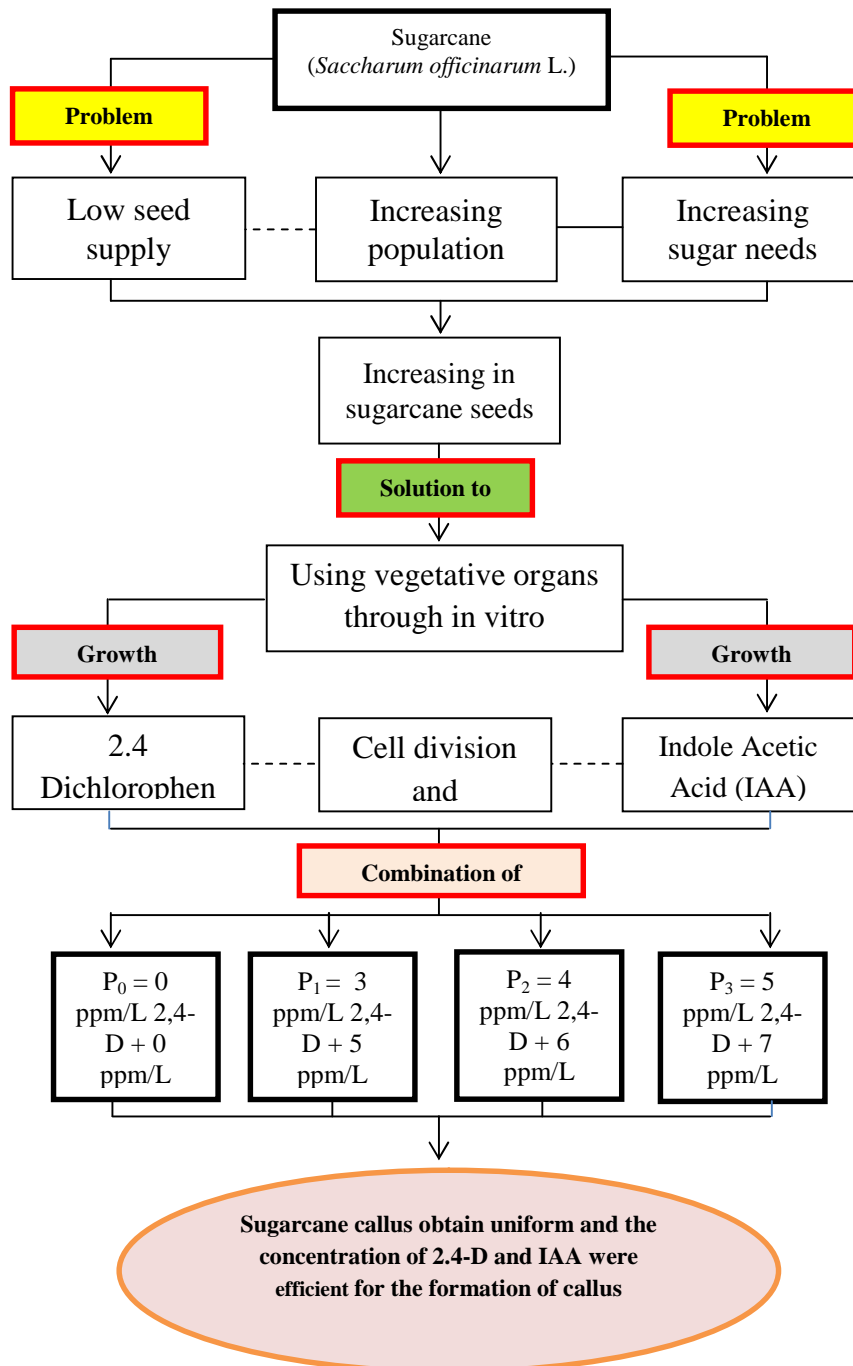 Sugarcane
(Saccharum officinarum L.)
Problem
Problem
Low seed
supply
Increasing
population
Increasing
sugar needs
Increasing in
sugarcane seeds
Solution to
Using vegetative organs
through in vitro
Growth
Growth
2.4
Dichlorophen
Cell division
and
Indole Acetic
Acid (IAA)
Combination of
P₀ = 0
ppm/L 2,4-
D + 0
ppm/L
P₁ = 3
ppm/L 2,4-
D + 5
ppm/L
P₂ = 4
ppm/L 2,4-
D + 6
ppm/L
P₃ = 5
ppm/L 2,4-
D + 7
ppm/L
Sugarcane callus obtain uniform and the
concentration of 2.4-D and IAA were
efficient for the formation of callus